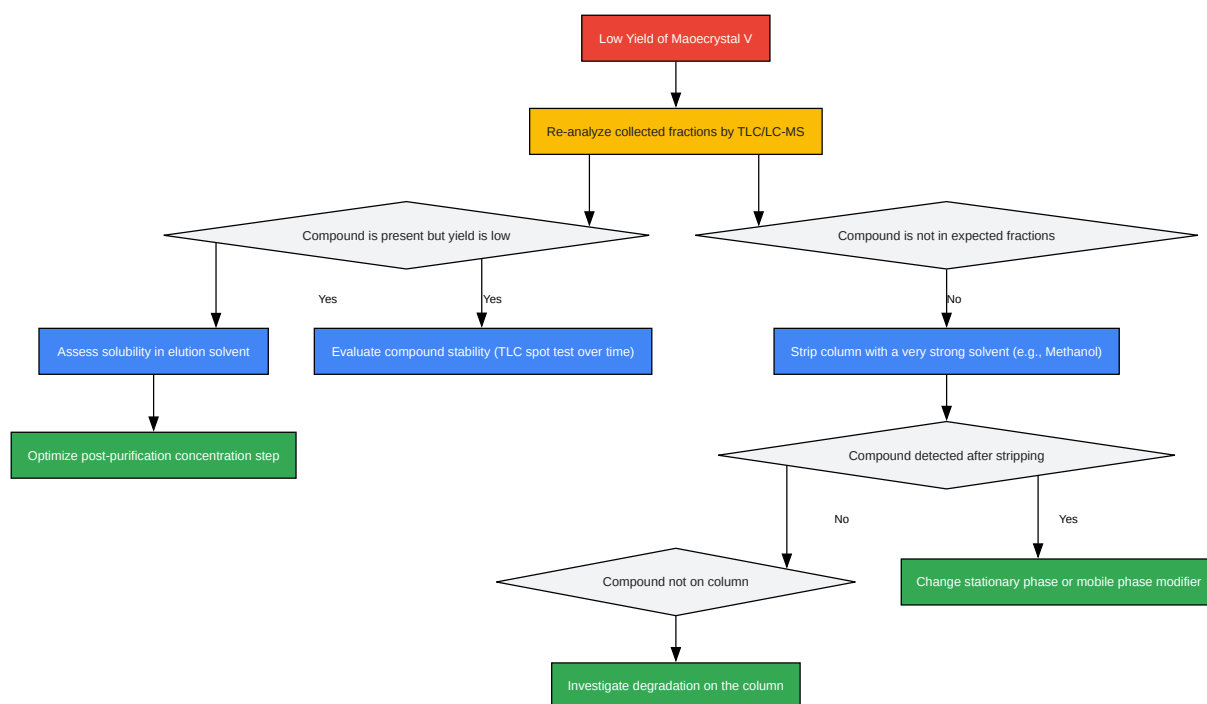 Low Yield of Maoecrystal V
Re-analyze collected fractions by TLC/LC-MS
Compound is present but yield is low
Compound is not in expected fractions
Yes
Yes
No
Assess solubility in elution solvent
Evaluate compound stability (TLC spot test over time)
Strip column with a very strong solvent (e.g., Methanol)
Optimize post-purification concentration step
Compound detected after stripping
No
Yes
Compound not on column
Change stationary phase or mobile phase modifier
Investigate degradation on the column